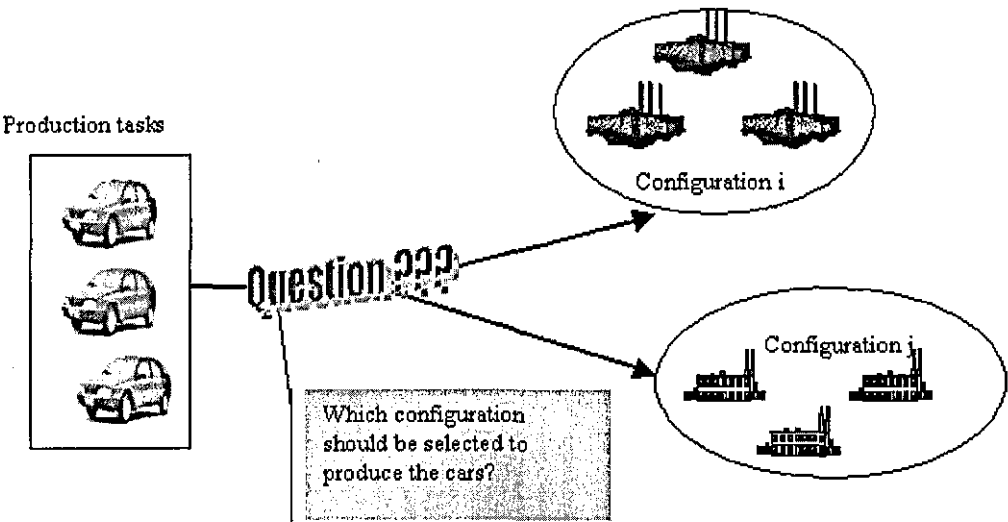 Production tasks
Question ???
Configuration i
Configuration j
Which configuration
should be selected to
produce the cars?